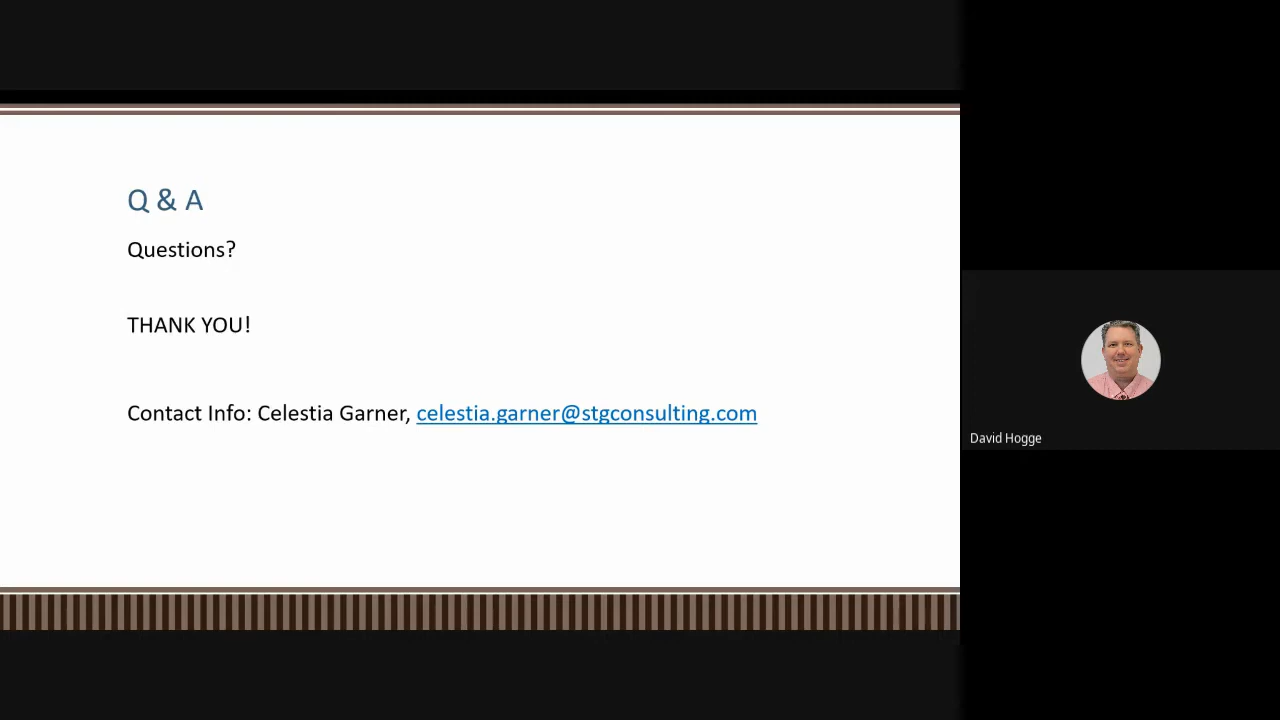 Q & A
Questions?
THANK YOU!
Contact Info: Celestia Garner, celestia.garner@stgconsulting.com
David Hogge